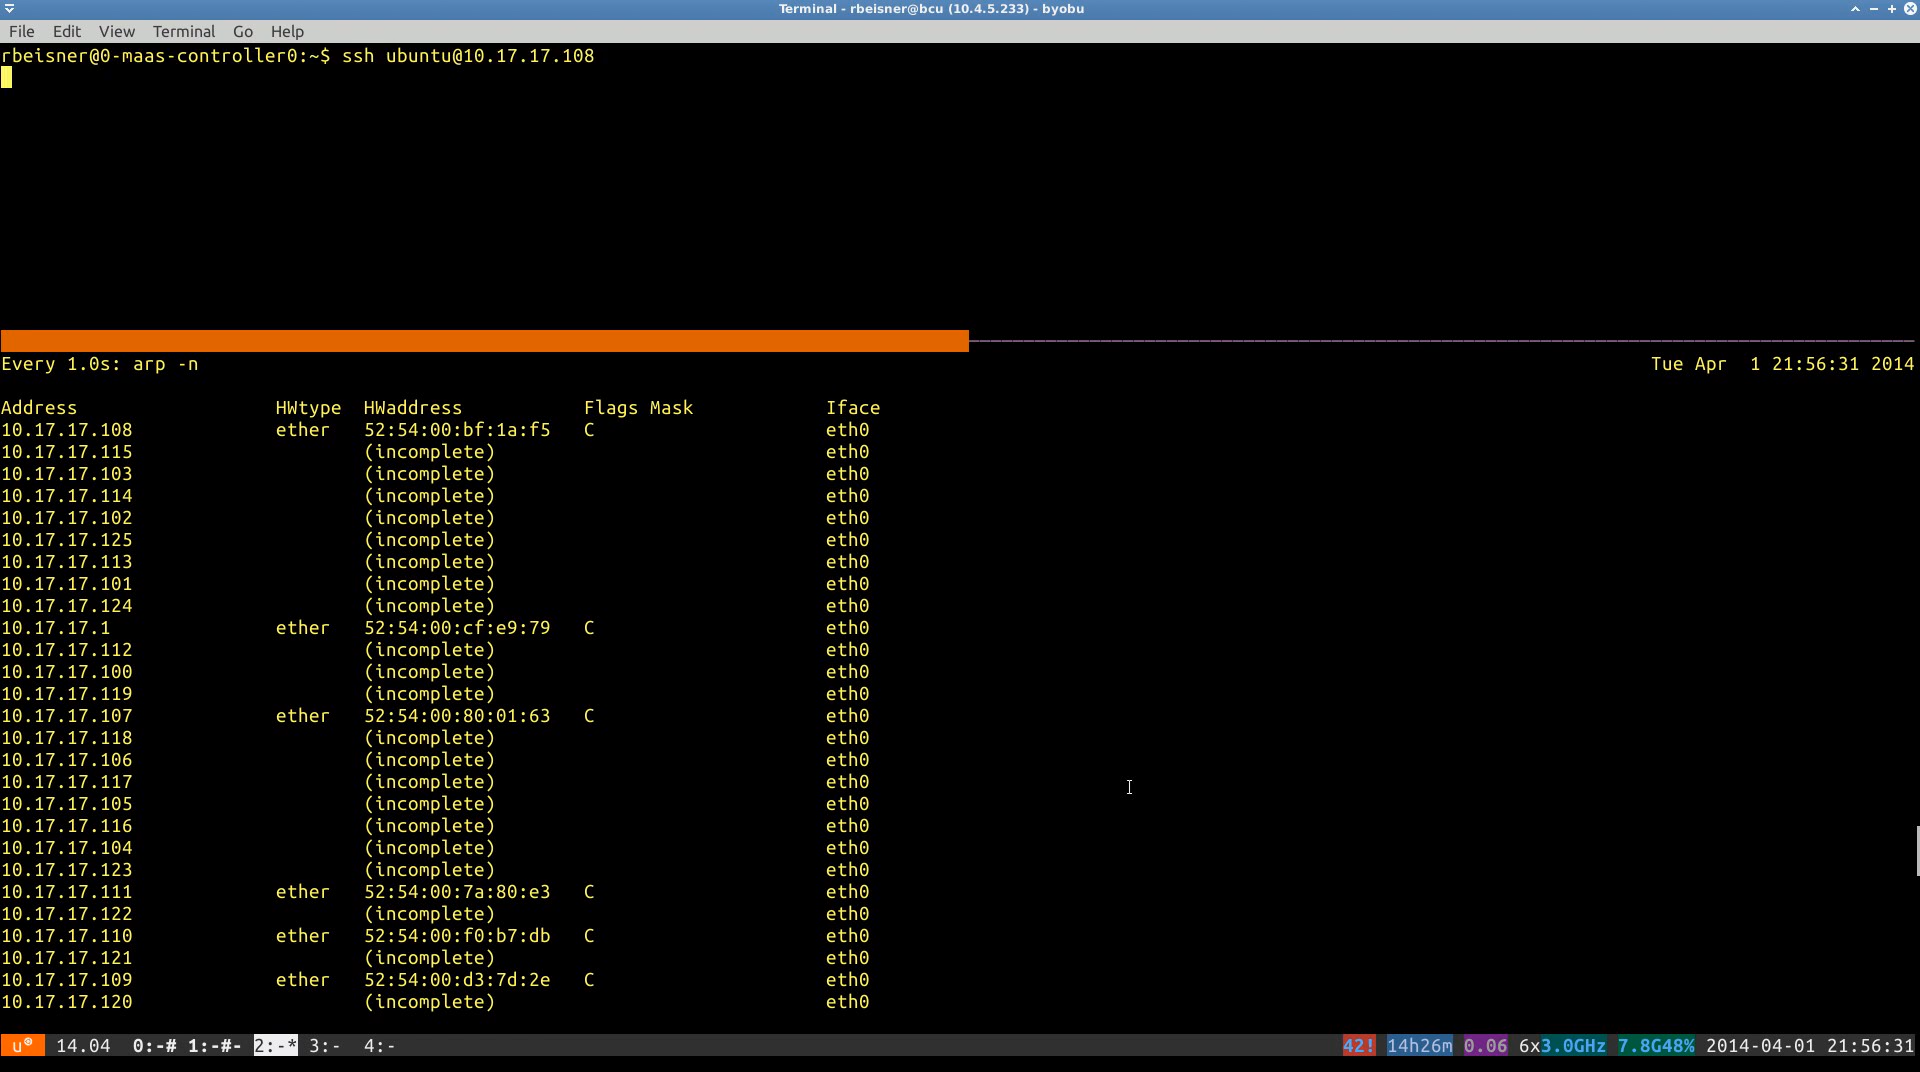 Terminal - rbeisner@bcu (10.4.5.233) - byobu
File Edit View Terminal Go Help
rbeisner@0-maas-controller0:~$ ssh ubuntu@10.17.17.108
Every 1.0s: arp -n Tue Apr  1 21:56:31 2014
Address HWtype HWaddress Flags Mask Iface
10.17.17.108 ether 52:54:00:bf:1a:f5 C eth0
10.17.17.115 (incomplete) eth0
10.17.17.103 (incomplete) eth0
10.17.17.114 (incomplete) eth0
10.17.17.102 (incomplete) eth0
10.17.17.125 (incomplete) eth0
10.17.17.113 (incomplete) eth0
10.17.17.101 (incomplete) eth0
10.17.17.124 (incomplete) eth0
10.17.17.1 ether 52:54:00:cf:e9:79 C eth0
10.17.17.112 (incomplete) eth0
10.17.17.100 (incomplete) eth0
10.17.17.119 (incomplete) eth0
10.17.17.107 ether 52:54:00:80:01:63 C eth0
10.17.17.118 (incomplete) eth0
10.17.17.106 (incomplete) eth0
10.17.17.117 (incomplete) eth0
10.17.17.105 (incomplete) eth0
10.17.17.116 (incomplete) eth0
10.17.17.104 (incomplete) eth0
10.17.17.123 (incomplete) eth0
10.17.17.111 ether 52:54:00:7a:80:e3 C eth0
10.17.17.122 (incomplete) eth0
10.17.17.110 ether 52:54:00:f0:b7:db C eth0
10.17.17.121 (incomplete) eth0
10.17.17.109 ether 52:54:00:d3:7d:2e C eth0
10.17.17.120 (incomplete) eth0
u® 14.04 0:-# 1:-#- 2:-* 3:- 4:- 42! 14h26m 0.06 6x3.0GHz 7.8G48% 2014-04-01 21:56:31